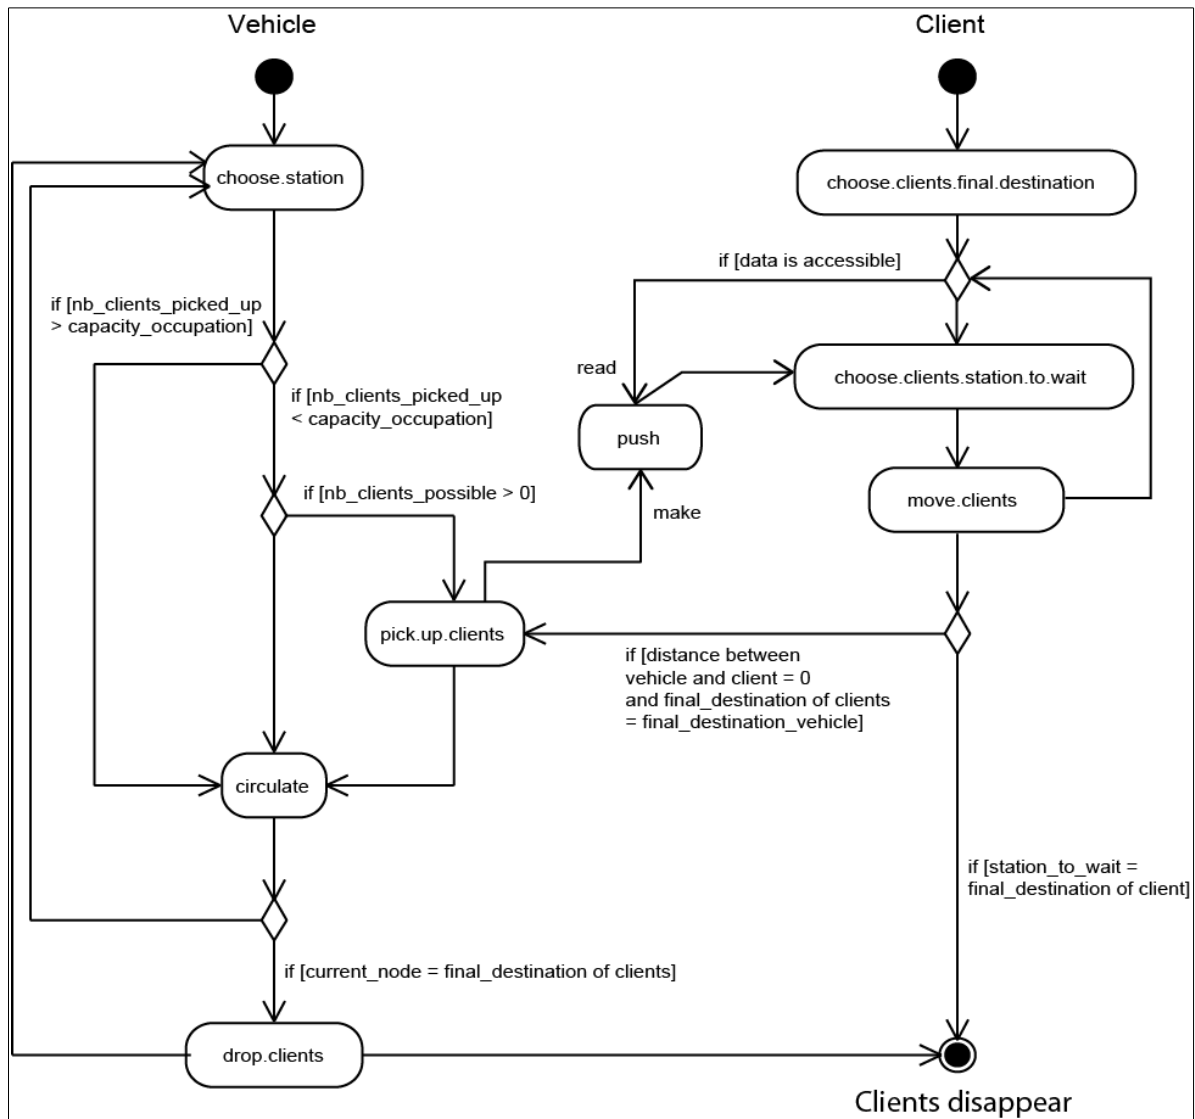 Vehicle
Client
choose.station
choose.clients.final.destination
if [data is accessible]
if [nb_clients_picked_up
> capacity_occupation]
read
choose.clients.station.to.wait
if [nb_clients_picked_up
< capacity_occupation]
push
if [nb_clients_possible > 0]
move.clients
make
pick.up.clients
if [distance between
vehicle and client = 0
and final_destination of clients
= final_destination_vehicle]
circulate
if [station_to_wait =
final_destination of client]
if [current_node = final_destination of clients]
drop.clients
Clients disappear